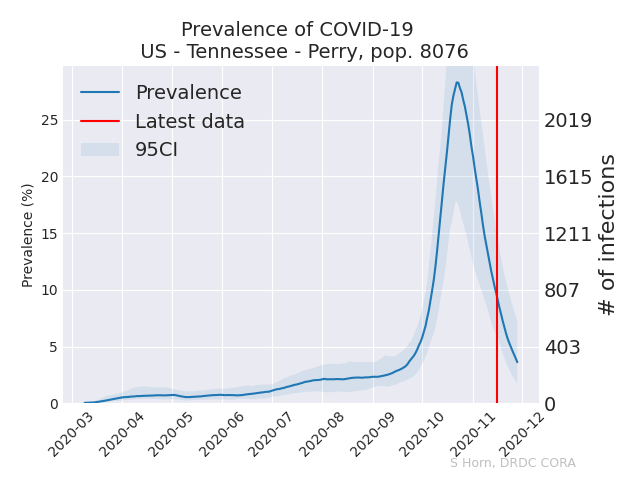 Prevalence of COVID-19
US - Tennessee - Perry, pop. 8076
Prevalence
Latest data
95CI
Prevalence (%)
25
20
15
10
5
0
2019
1615
1211
807
403
0
# of infections
2020-03
2020-04
2020-05
2020-06
2020-07
2020-08
2020-09
2020-10
2020-11
2020-12
S Horn, DRDC CORA